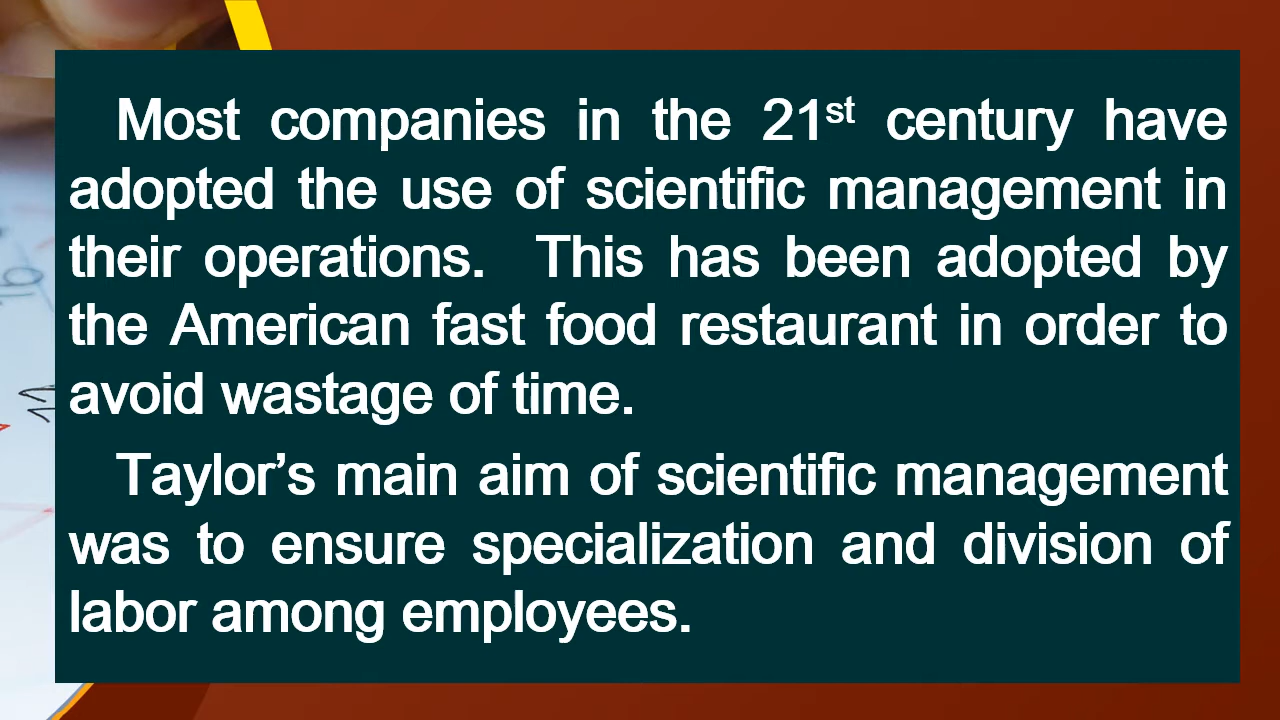 Most companies in the 21st century have
adopted the use of scientific management in
their operations.  This has been adopted by
the American fast food restaurant in order to
avoid wastage of time.
Taylor’s main aim of scientific management
was to ensure specialization and division of
labor among employees.